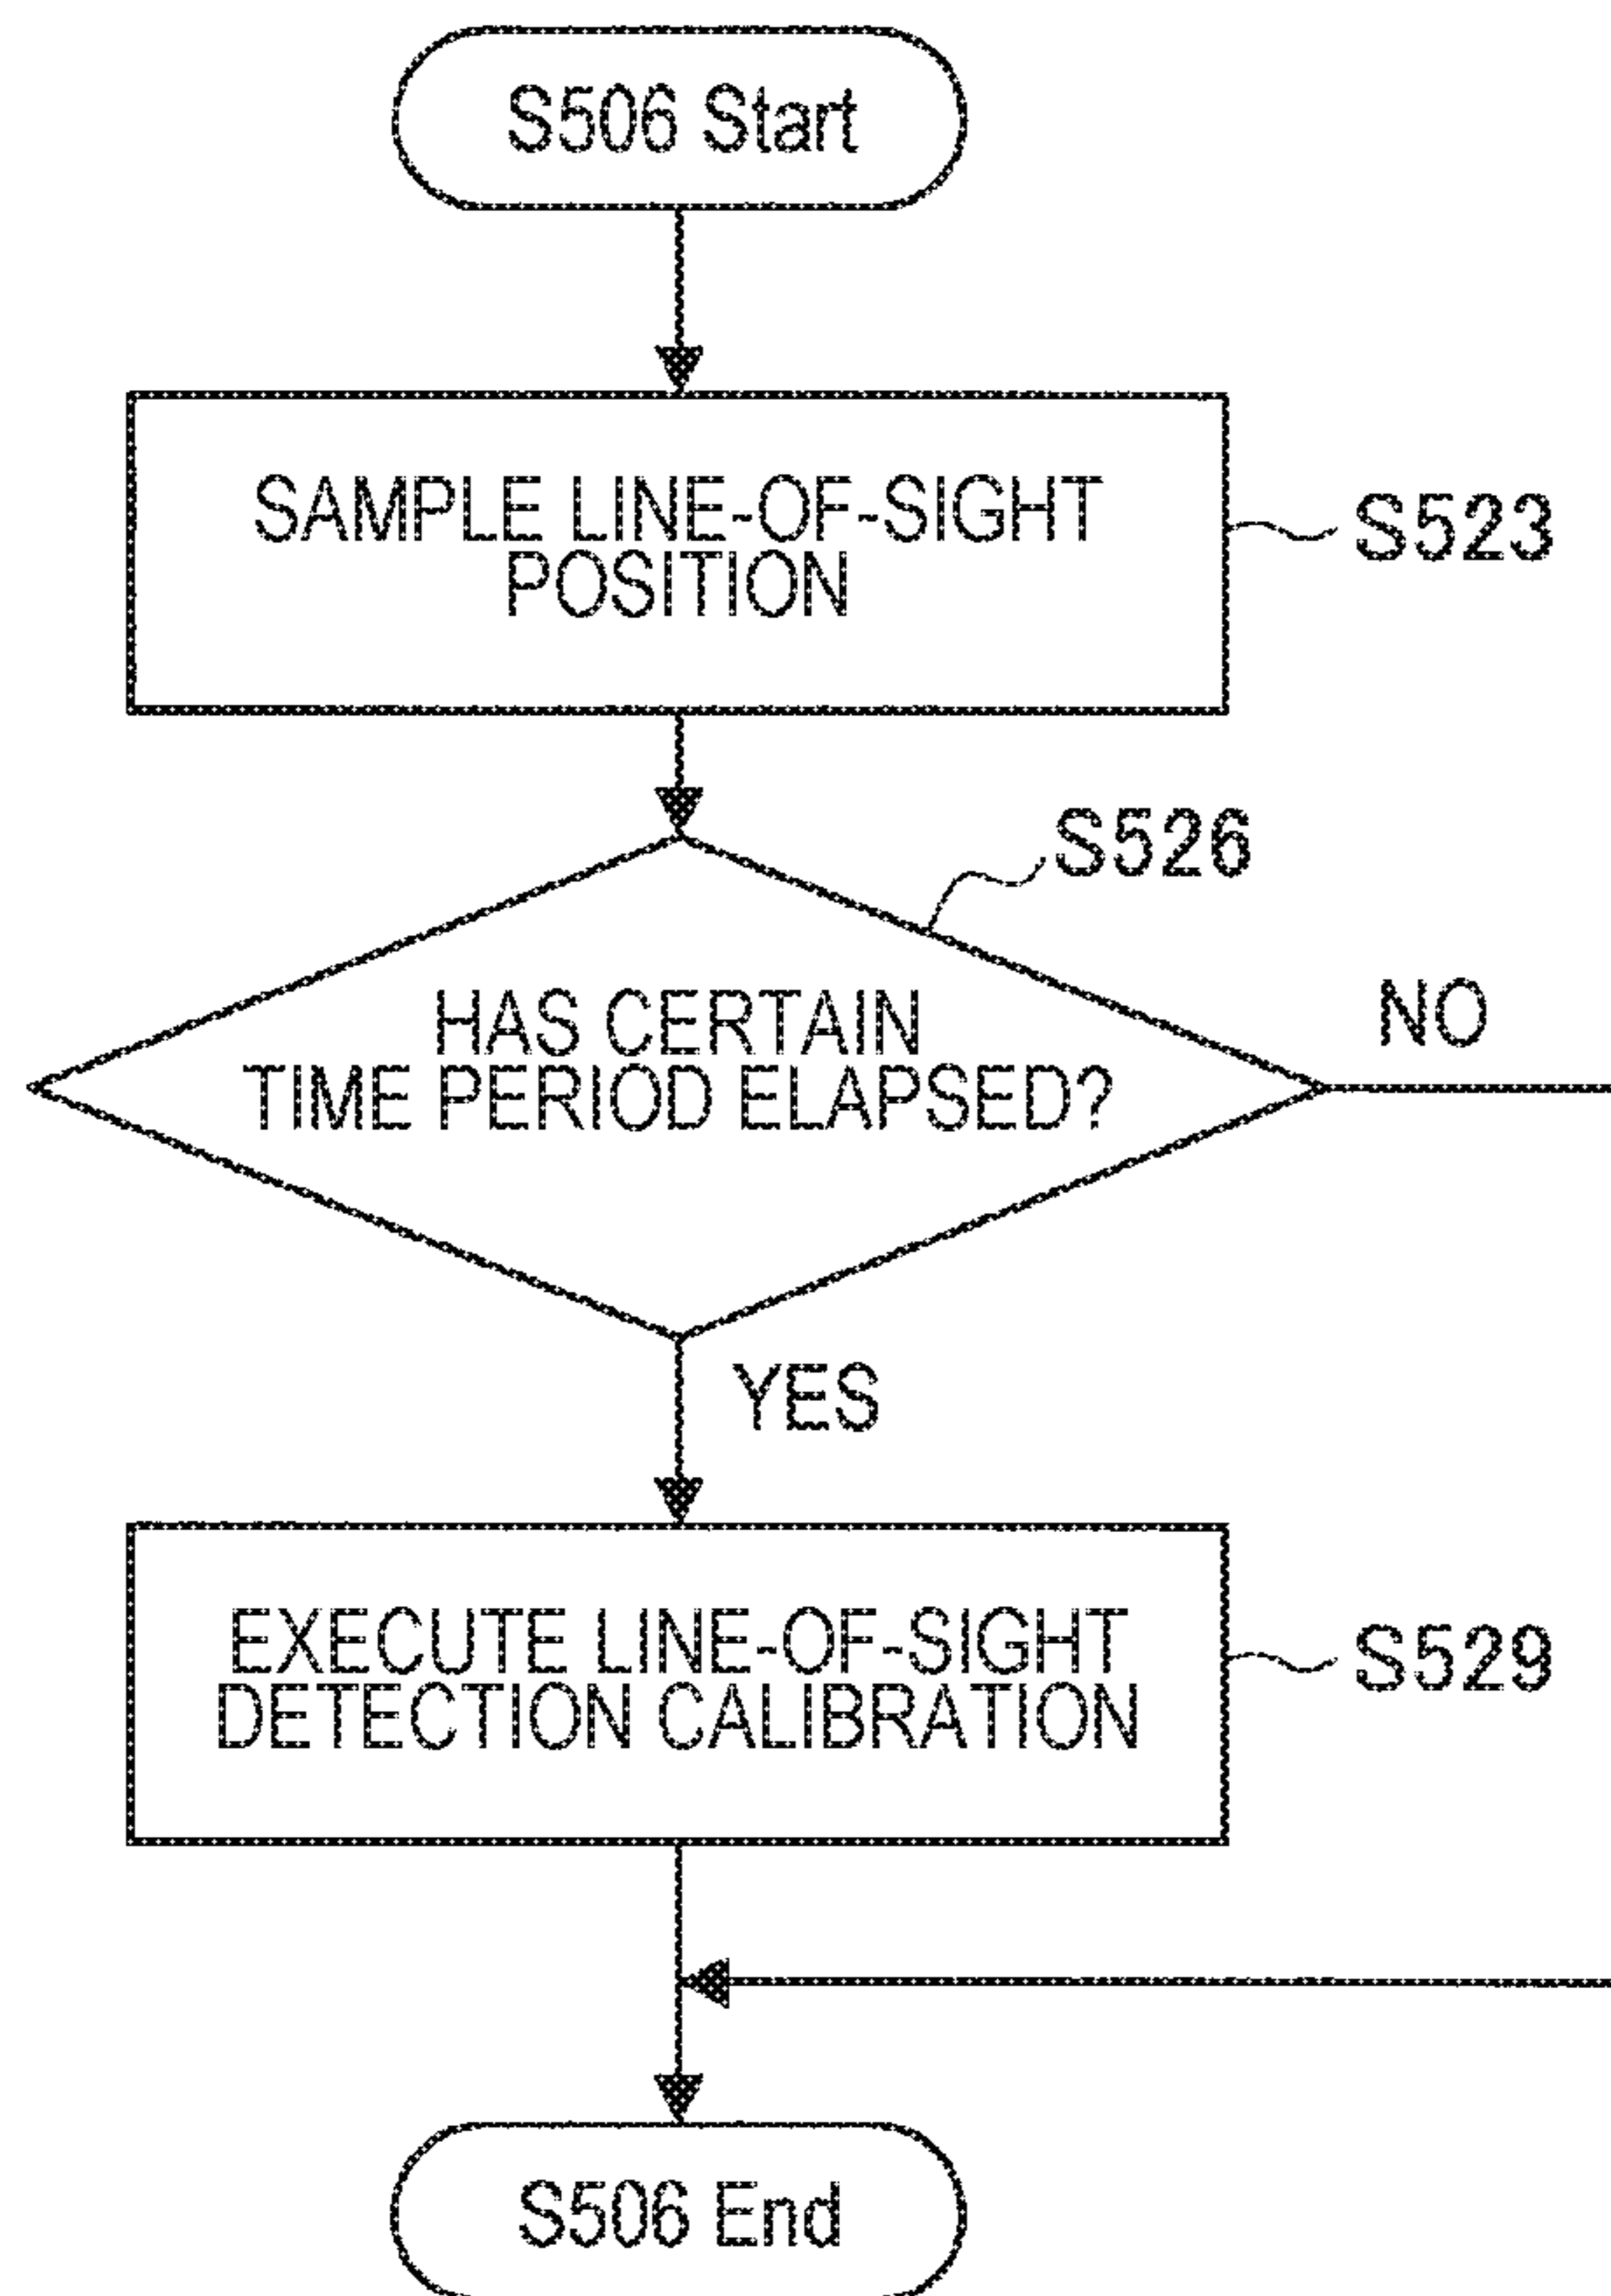 S506 Start
SAMPLE LINE-OF-SIGHT
POSITION
S523
S526
HAS CERTAIN
TIME PERIOD ELAPSED?
NO
YES
EXECUTE LINE-OF-SIGHT
DETECTION CALIBRATION
S529
S506 End